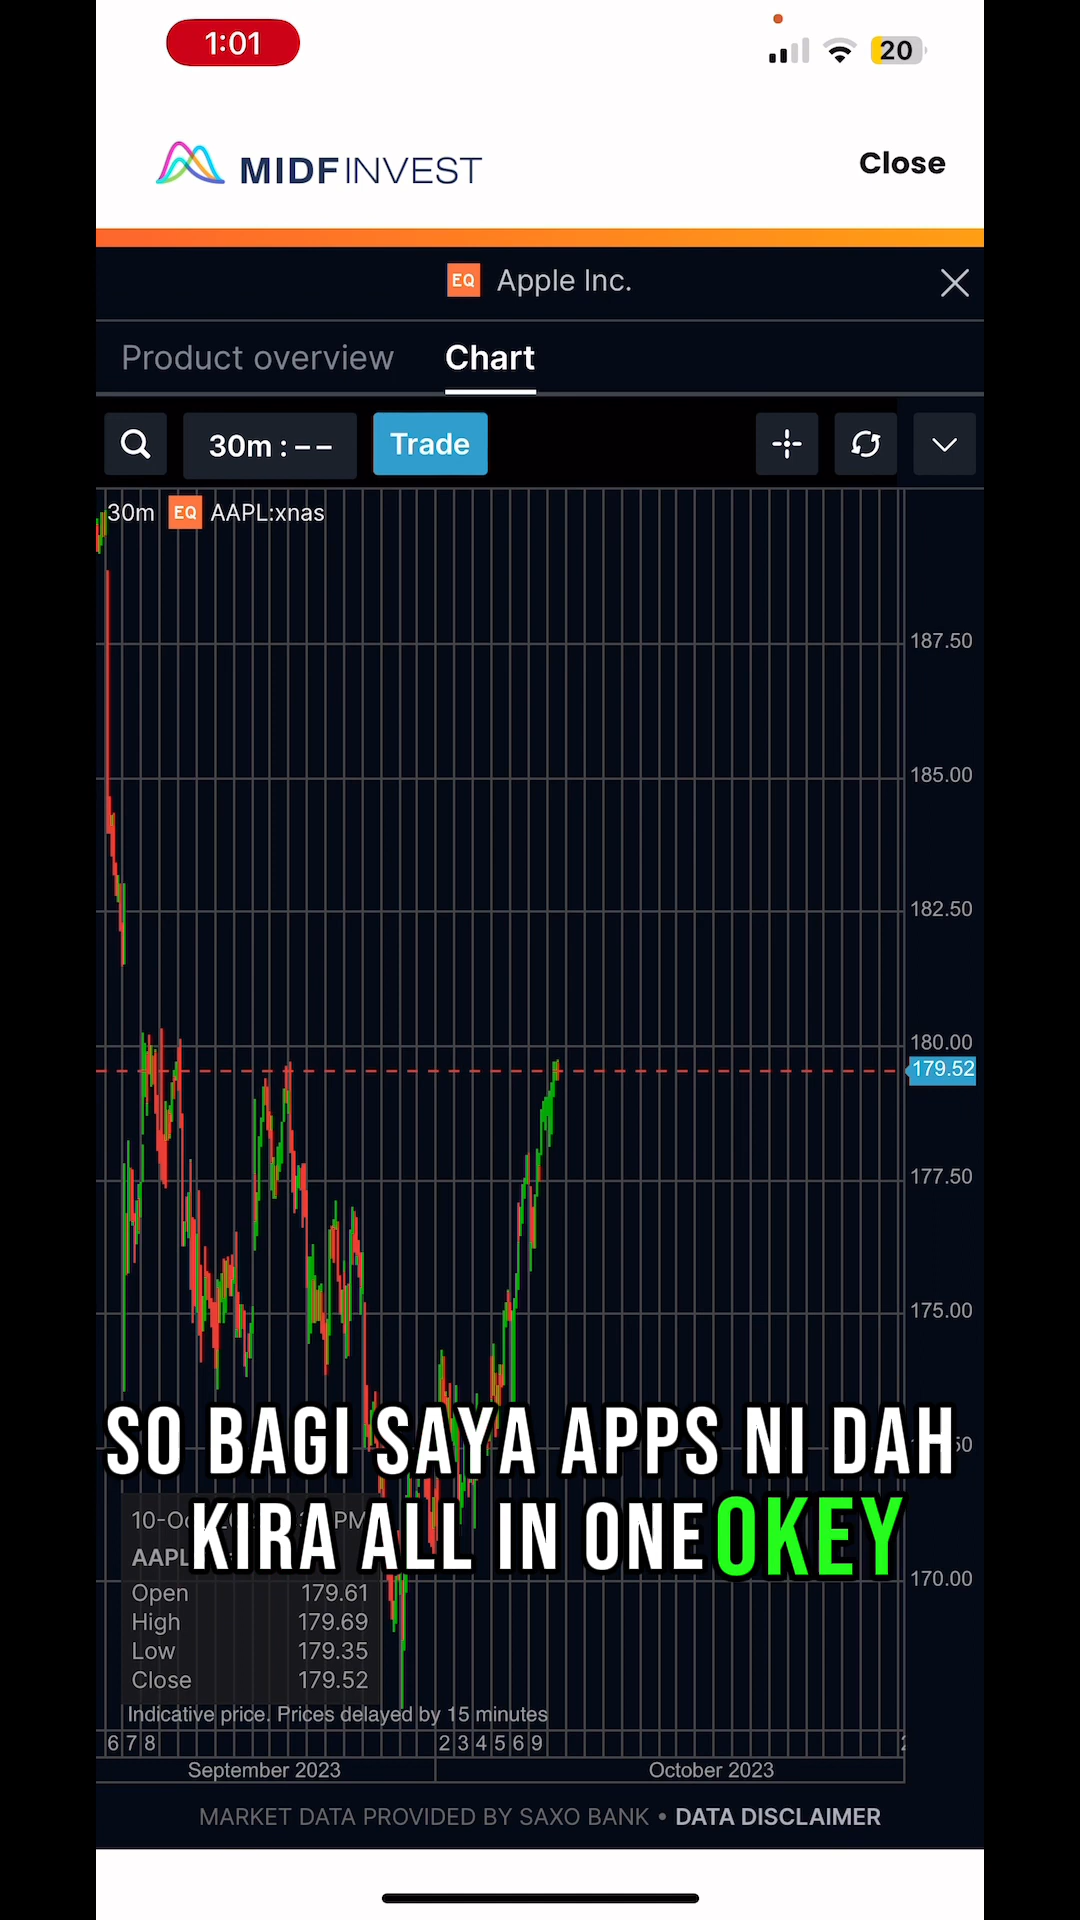 1:01
20
MIDFINVEST
Close
EQ Apple Inc.
Product overview Chart
30m : -- Trade
30m EQ AAPL:xnas
187.50
185.00
182.50
180.00
179.52
177.50
175.00
SO BAGI SAYA APPS NI DAH
KIRA ALL IN ONE OKEY
170.00
Open 179.61
High 179.69
Low 179.35
Close 179.52
Indicative price. Prices delayed by 15 minutes
6 7 8 2 3 4 5 6 9
September 2023 October 2023
MARKET DATA PROVIDED BY SAXO BANK • DATA DISCLAIMER